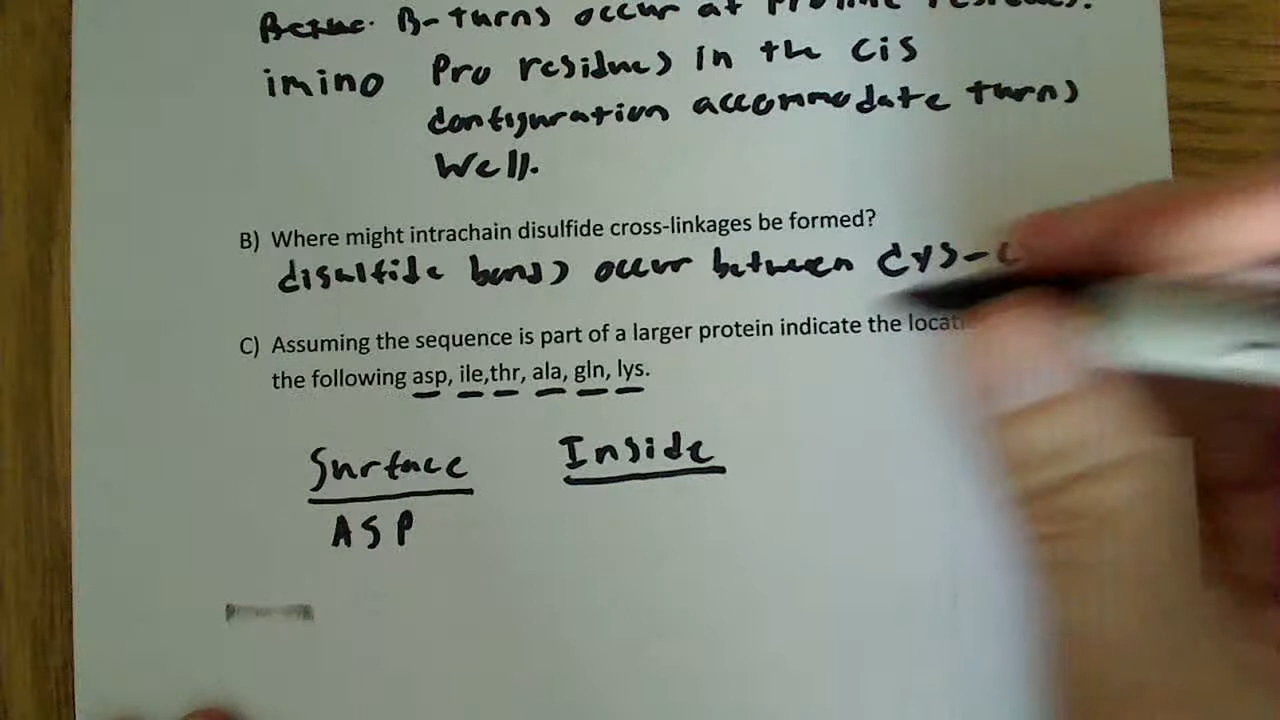 B-turns occur at
imino Pro residues in the cis
configuration accommodate turns
well.
B) Where might intrachain disulfide cross-linkages be formed?
disulfide bonds occur between cys-c
C) Assuming the sequence is part of a larger protein indicate the locati
the following asp, ile,thr, ala, gln, lys.
Surface Inside
ASP